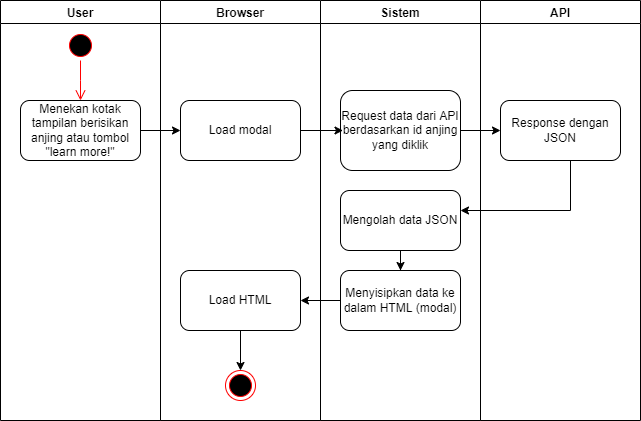 User
Browser
Sistem
API
Menekan kotak
tampilan berisikan
anjing atau tombol
"learn more!"
Load modal
Request data dari API
berdasarkan id anjing
yang diklik
Response dengan
JSON
Mengolah data JSON
Load HTML
Menyisipkan data ke
dalam HTML (modal)